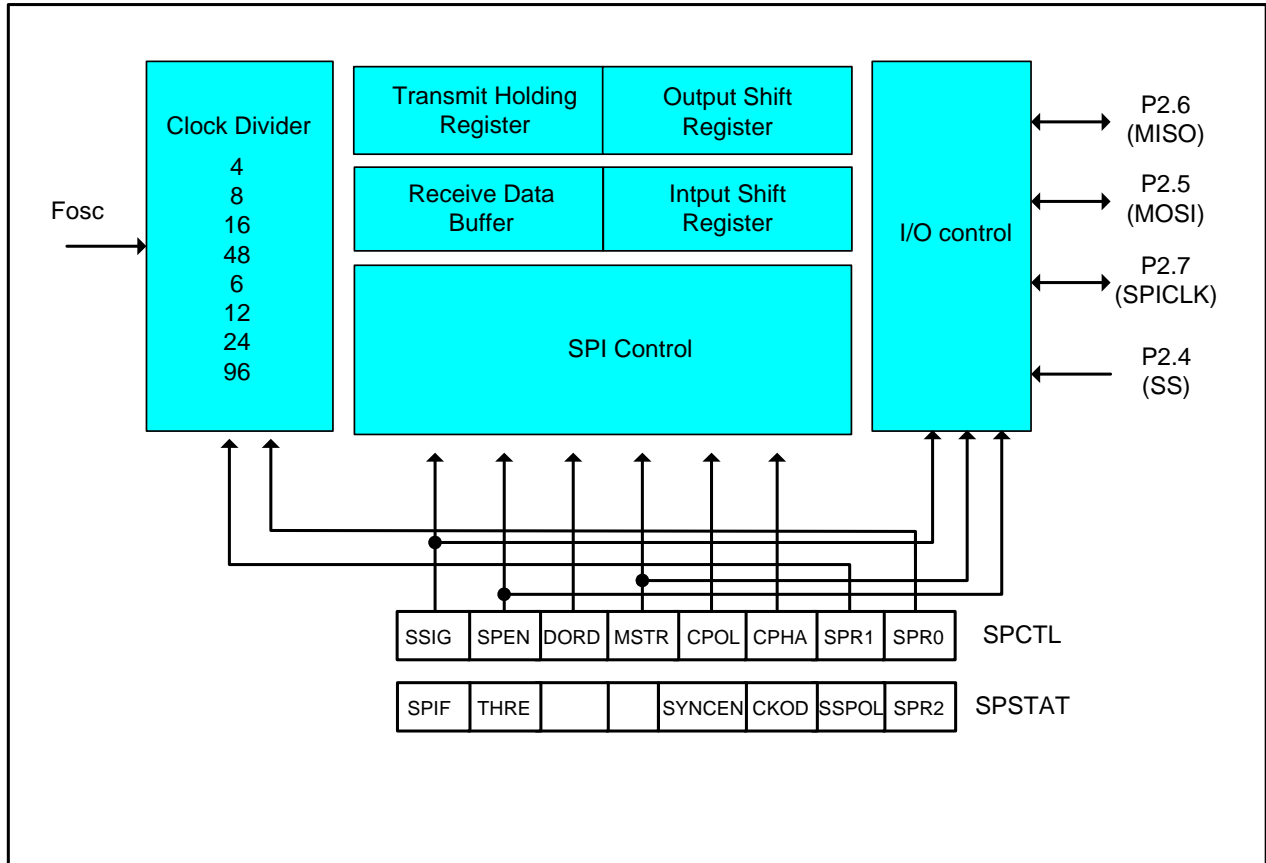 Fosc
Clock Divider
4
8
16
48
6
12
24
96
Transmit Holding
Register
Output Shift
Register
Receive Data
Buffer
Intput Shift
Register
SPI Control
I/O control
P2.6
(MISO)
P2.5
(MOSI)
P2.7
(SPICLK)
P2.4
(SS)
SSIG SPEN DORD MSTR CPOL CPHA SPR1 SPR0 SPCTL
SPIF THRE SYNCEN CKOD SSPOL SPR2 SPSTAT